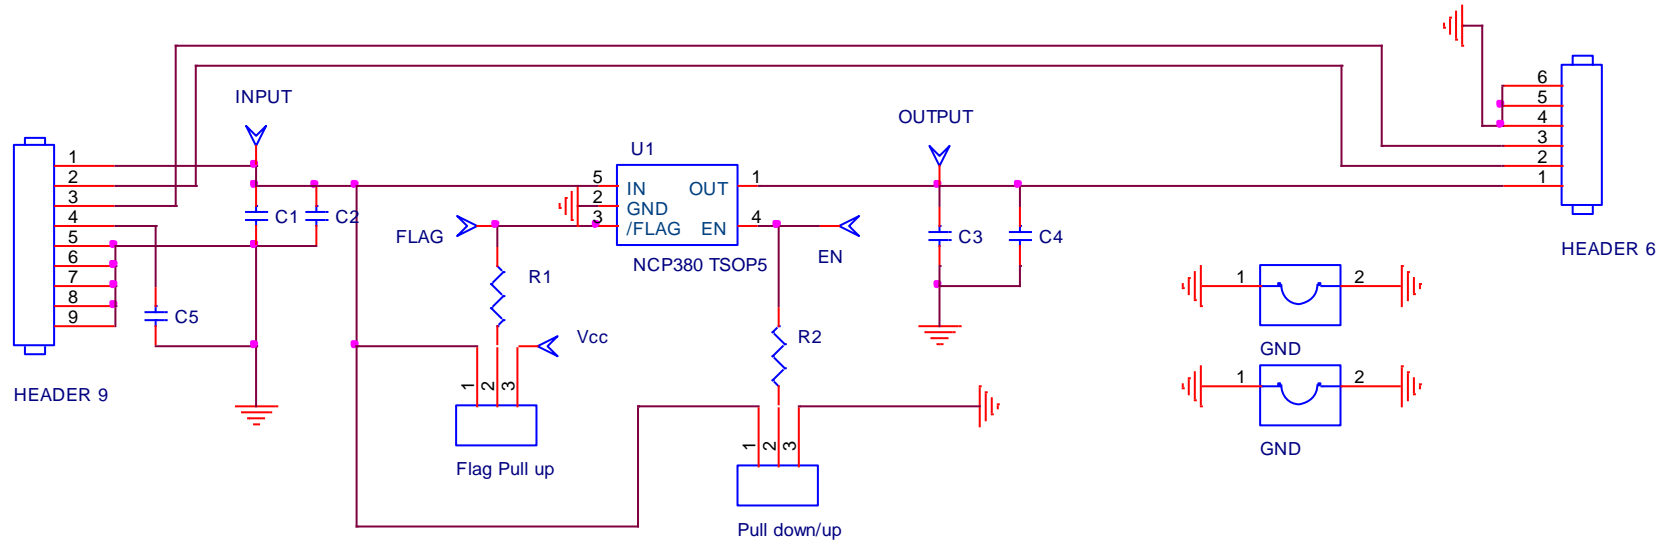 INPUT
OUTPUT
U1
1
2
3
4
5
6
7
8
9
HEADER 9
C1
C2
C5
FLAG
5
2
3
IN
GND
/FLAG
OUT
EN
1
4
NCP380 TSOP5
EN
R1
Vcc
1
2
3
Flag Pull up
R2
1
2
3
Pull down/up
C3
C4
6
5
4
3
2
1
HEADER 6
1
2
GND
1
2
GND